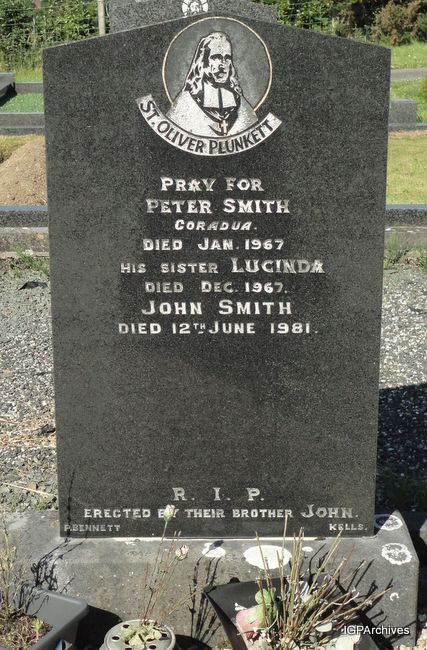 ST. OLIVER PLUNKETT
PRAY FOR
PETER SMITH
CORADUA.
DIED JAN. 1967
HIS SISTER LUCINDA
DIED DEC. 1967.
JOHN SMITH
DIED 12TH JUNE 1981.
R. I. P.
ERECTED BY THEIR BROTHER JOHN.
P.BENNETT KELLS.
IGPArchives